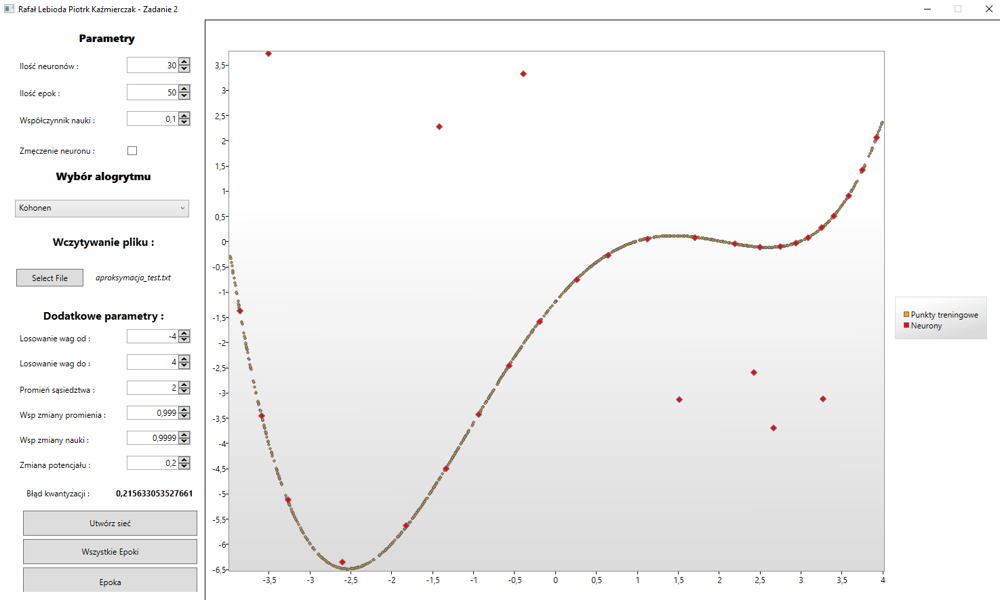 Rafał Lebioda Piotrk Kaźmierczak - Zadanie 2
Parametry
Ilość neuronów : 30
Ilość epok : 50
Współczynnik nauki : 0,1
Zmęczenie neuronu :
Wybór alogrytmu
Kohonen
Wczytywanie pliku :
Select File aproksymacja_test.txt
Dodatkowe parametry :
Losowanie wag od : -4
Losowanie wag do : 4
Promień sąsiedztwa : 2
Wsp zmiany promienia : 0,999
Wsp zmiany nauki : 0,9999
Zmiana potencjału : 0,2
Błąd kwantyzacji : 0,215633053527661
Utwórz sieć
Wszystkie Epoki
Epoka
3,5
3
2,5
2
1,5
1
0,5
0
-0,5
-1
-1,5
-2
-2,5
-3
-3,5
-4
-4,5
-5
-5,5
-6
-6,5
-3,5 -3 -2,5 -2 -1,5 -1 -0,5 0 0,5 1 1,5 2 2,5 3 3,5 4
Punkty treningowe
Neurony